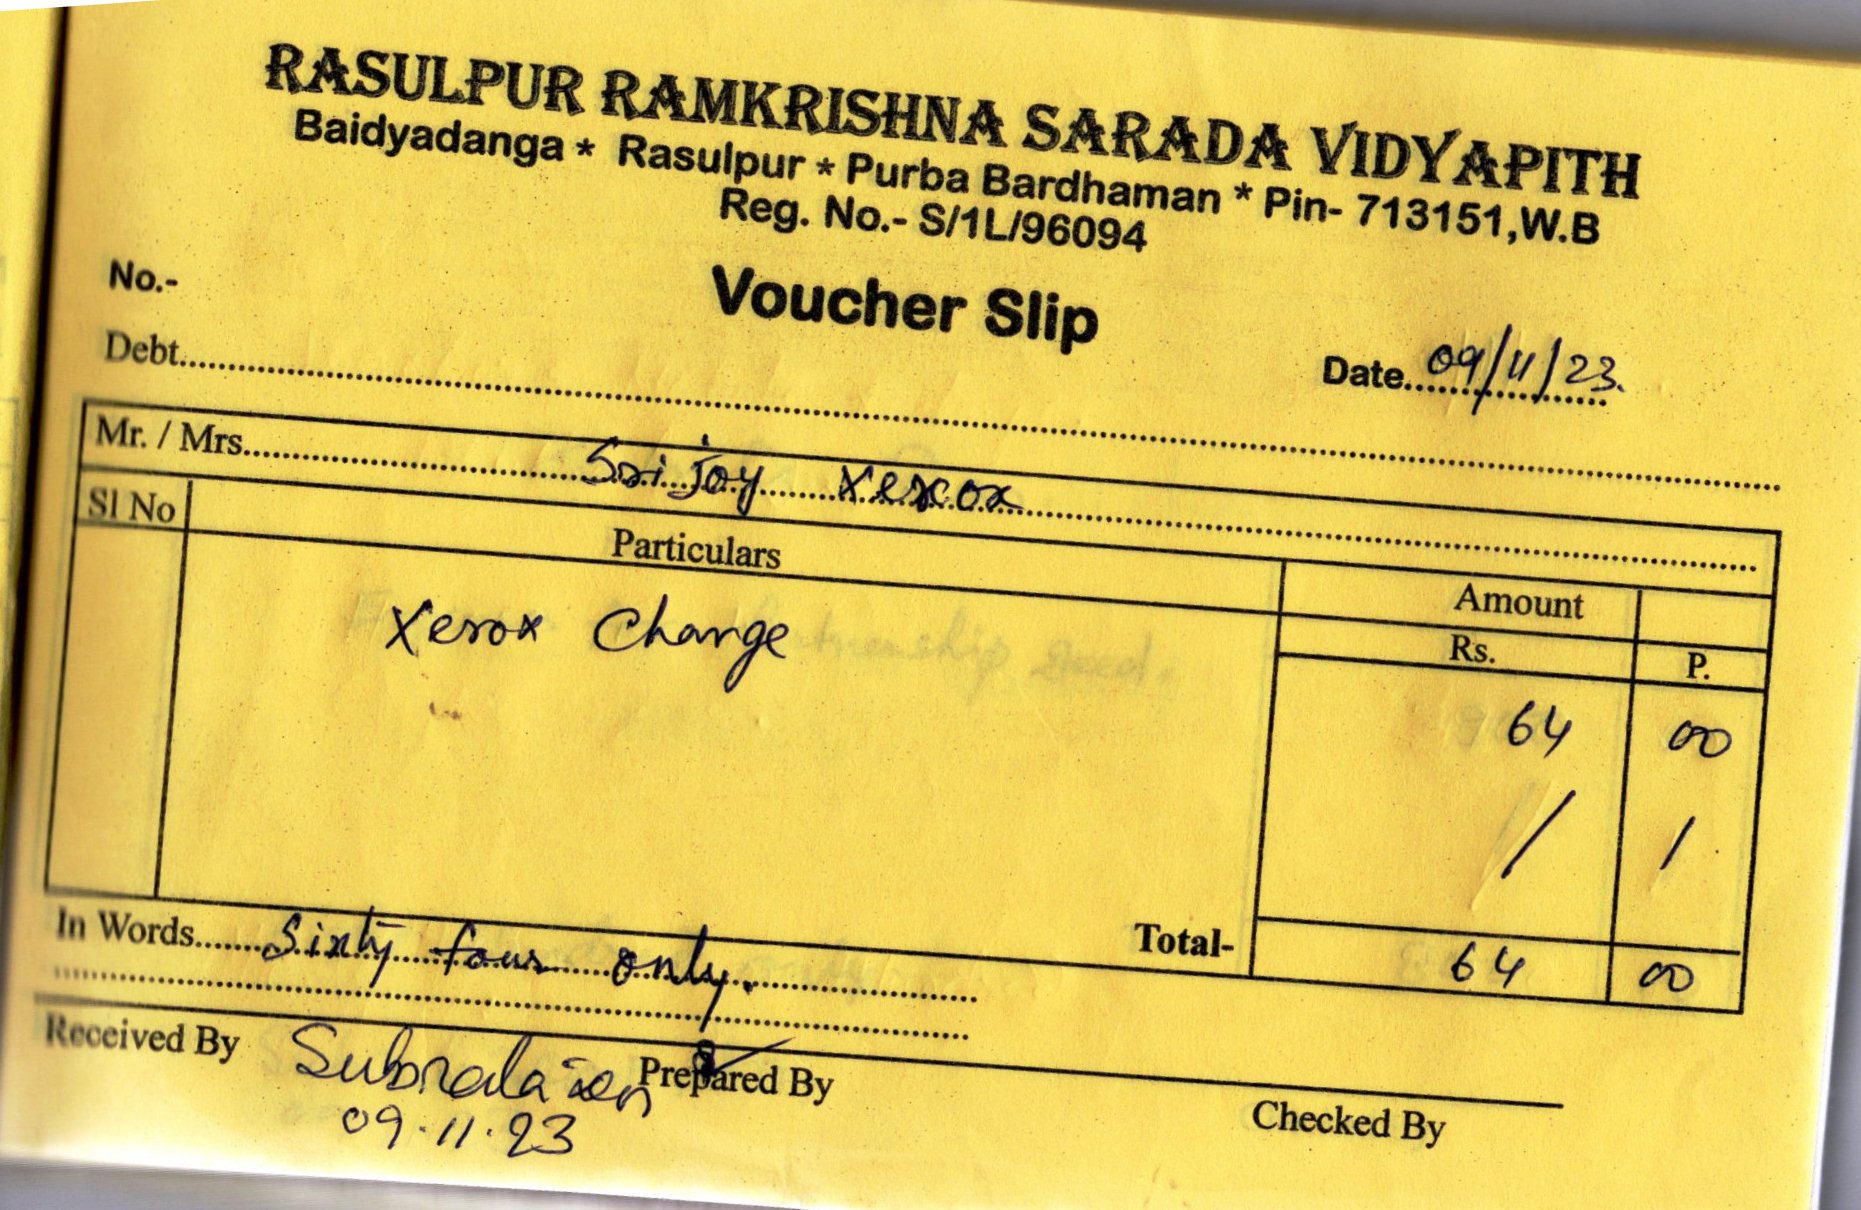 RASULPUR RAMKRISHNA SARADA VIDYAPITH
Baidyadanga * Rasulpur * Purba Bardhaman * Pin- 713151,W.B
Reg. No.- S/1L/96094
No.-
Voucher Slip
Debt
Date 09/11/23.
Mr. / Mrs. Srijoy Xerox
Sl No Particulars Amount
Rs. P.
Xerox Charge 64 00
/ /
Total- 64 00
In Words Sixty four only.
Received By Prepared By Checked By
09.11.23